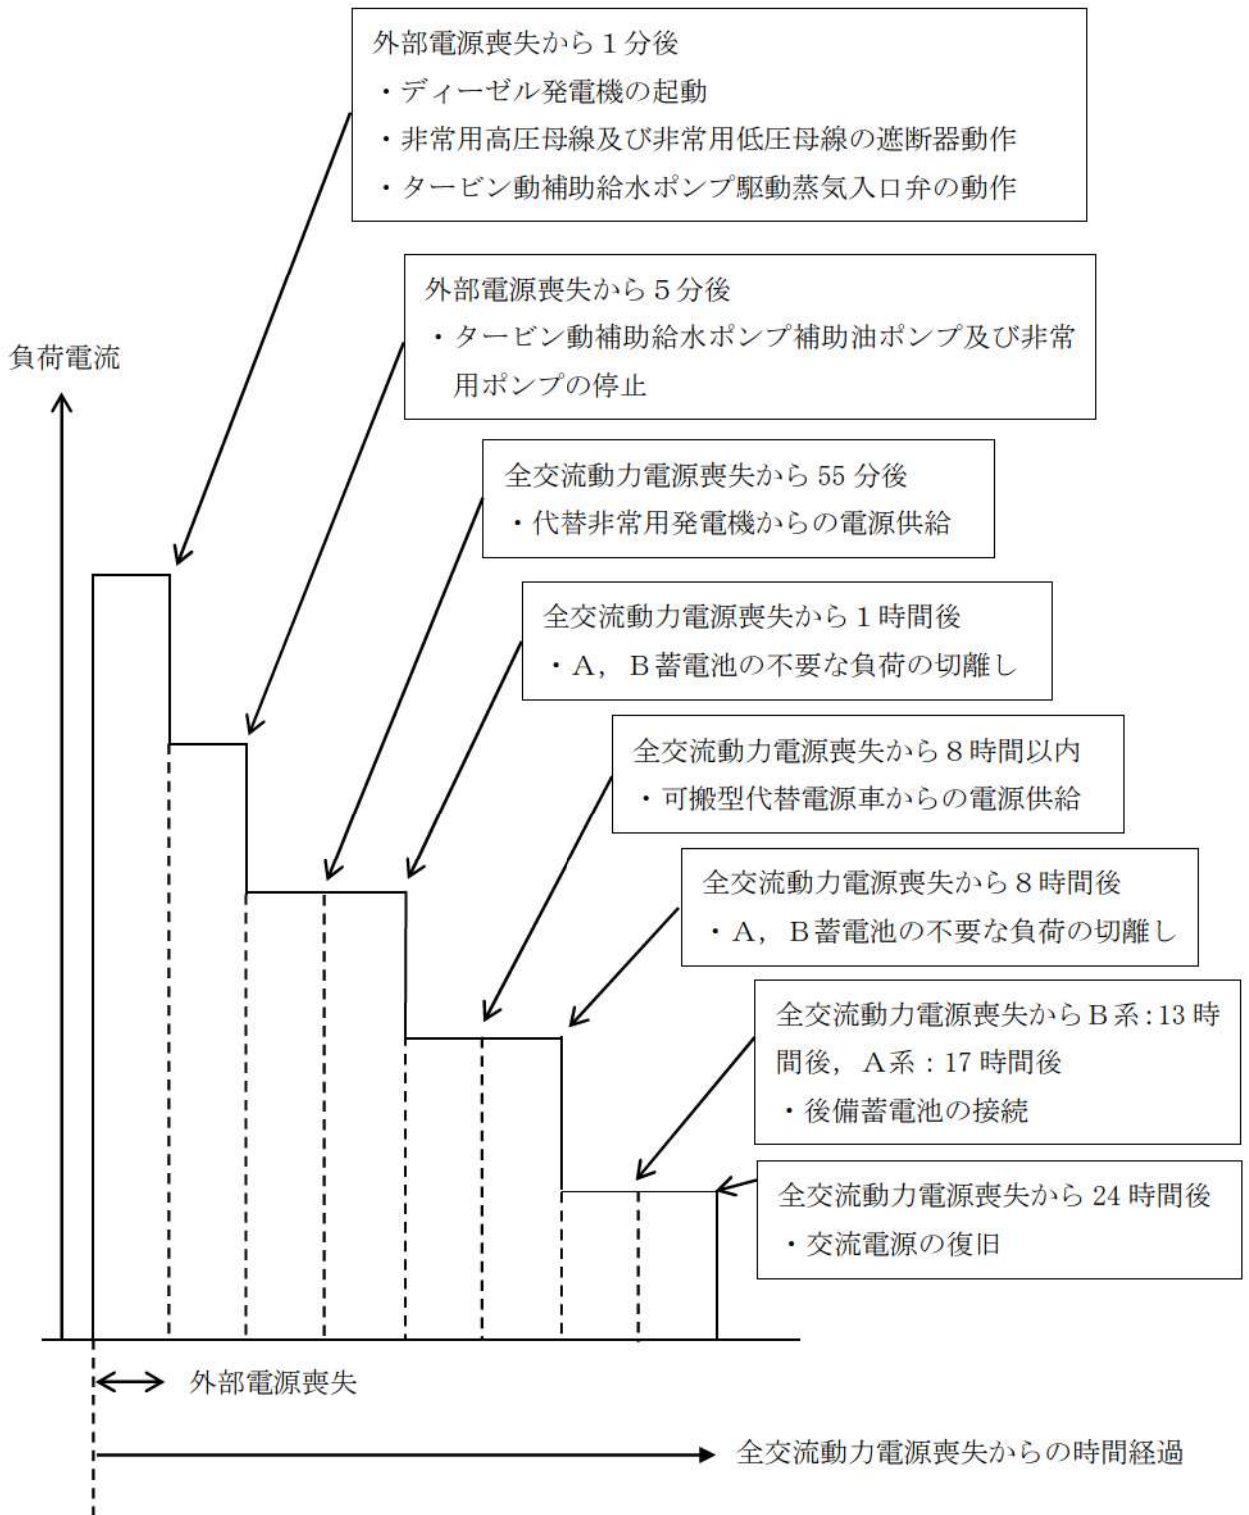 外部電源喪失から１分後
・ディーゼル発電機の起動
・非常用高圧母線及び非常用低圧母線の遮断器動作
・タービン動補助給水ポンプ駆動蒸気入口弁の動作
外部電源喪失から５分後
・タービン動補助給水ポンプ補助油ポンプ及び非常
用ポンプの停止
負荷電流
全交流動力電源喪失から 55 分後
・代替非常用発電機からの電源供給
全交流動力電源喪失から１時間後
・Ａ，Ｂ蓄電池の不要な負荷の切離し
全交流動力電源喪失から８時間以内
・可搬型代替電源車からの電源供給
全交流動力電源喪失から８時間後
・Ａ，Ｂ蓄電池の不要な負荷の切離し
全交流動力電源喪失からＢ系：13 時
間後，Ａ系：17 時間後
・後備蓄電池の接続
全交流動力電源喪失から 24 時間後
・交流電源の復旧
外部電源喪失
全交流動力電源喪失からの時間経過